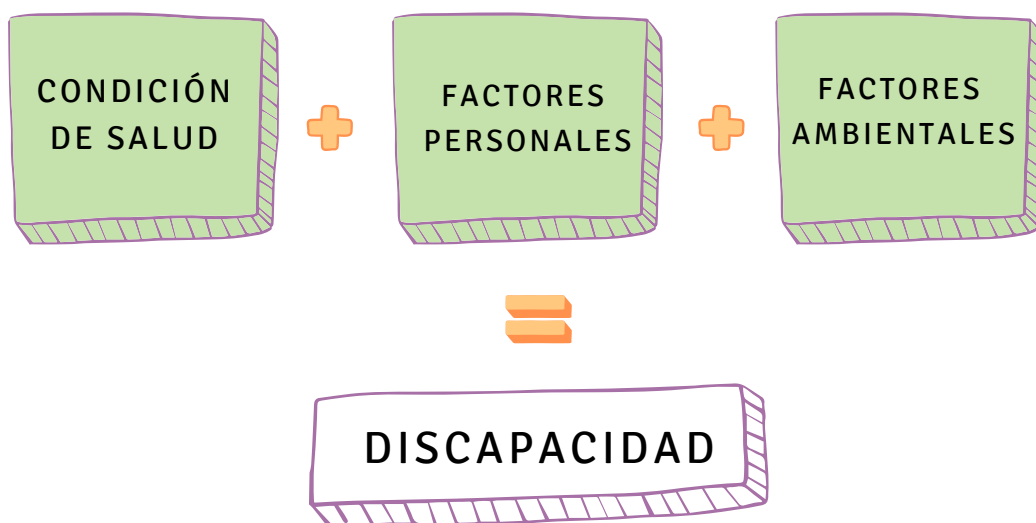 CONDICIÓN
DE SALUD
FACTORES
PERSONALES
FACTORES
AMBIENTALES
DISCAPACIDAD